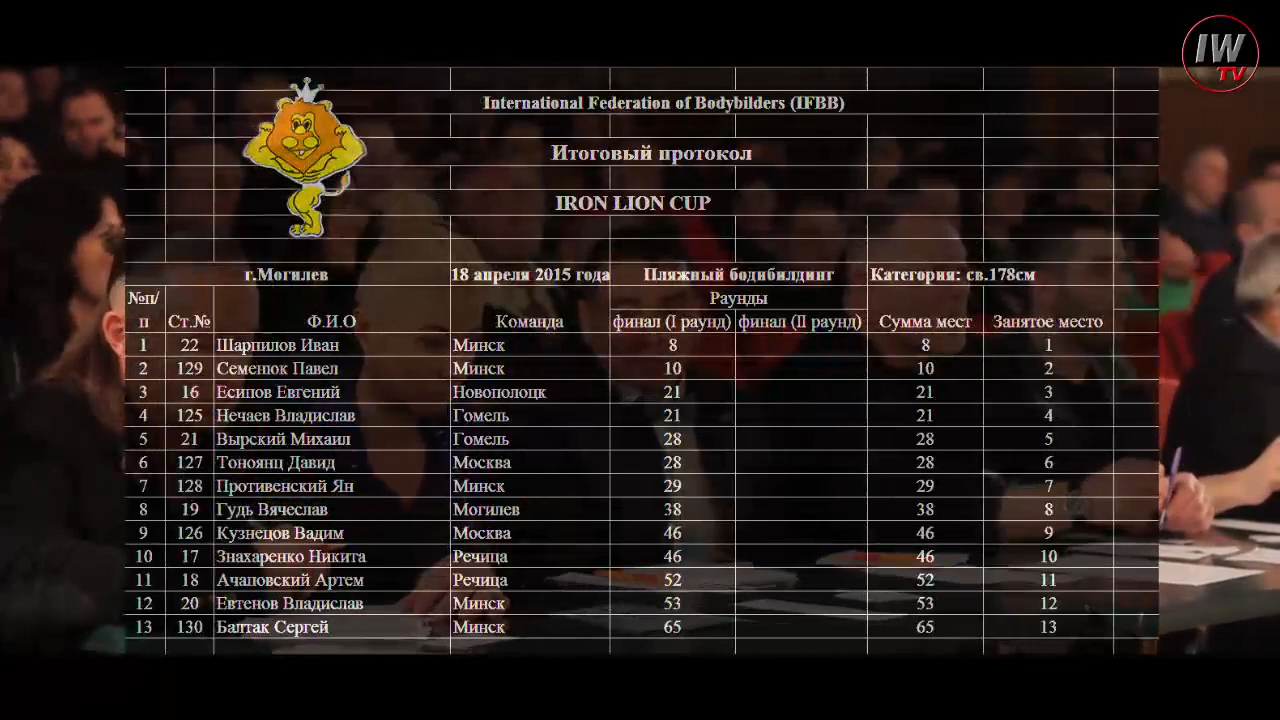 IW
TV
International Federation of Bodybilders (IFBB)
Итоговый протокол
IRON LION CUP
г.Могилев 18 апреля 2015 года Пляжный бодибилдинг Категория: св.178см
№п/п Ст.№ Ф.И.О Команда Раунды финал (I раунд) финал (II раунд) Сумма мест Занятое место
1 22 Шарпилов Иван Минск 8 8 1
2 129 Семенюк Павел Минск 10 10 2
3 16 Есипов Евгений Новополоцк 21 21 3
4 125 Нечаев Владислав Гомель 21 21 4
5 21 Вырский Михаил Гомель 28 28 5
6 127 Тоноянц Давид Москва 28 28 6
7 128 Противенский Ян Минск 29 29 7
8 19 Гудь Вячеслав Могилев 38 38 8
9 126 Кузнецов Вадим Москва 46 46 9
10 17 Знахаренко Никита Речица 46 46 10
11 18 Ачаповский Артем Речица 52 52 11
12 20 Евтенов Владислав Минск 53 53 12
13 130 Балтак Сергей Минск 65 65 13